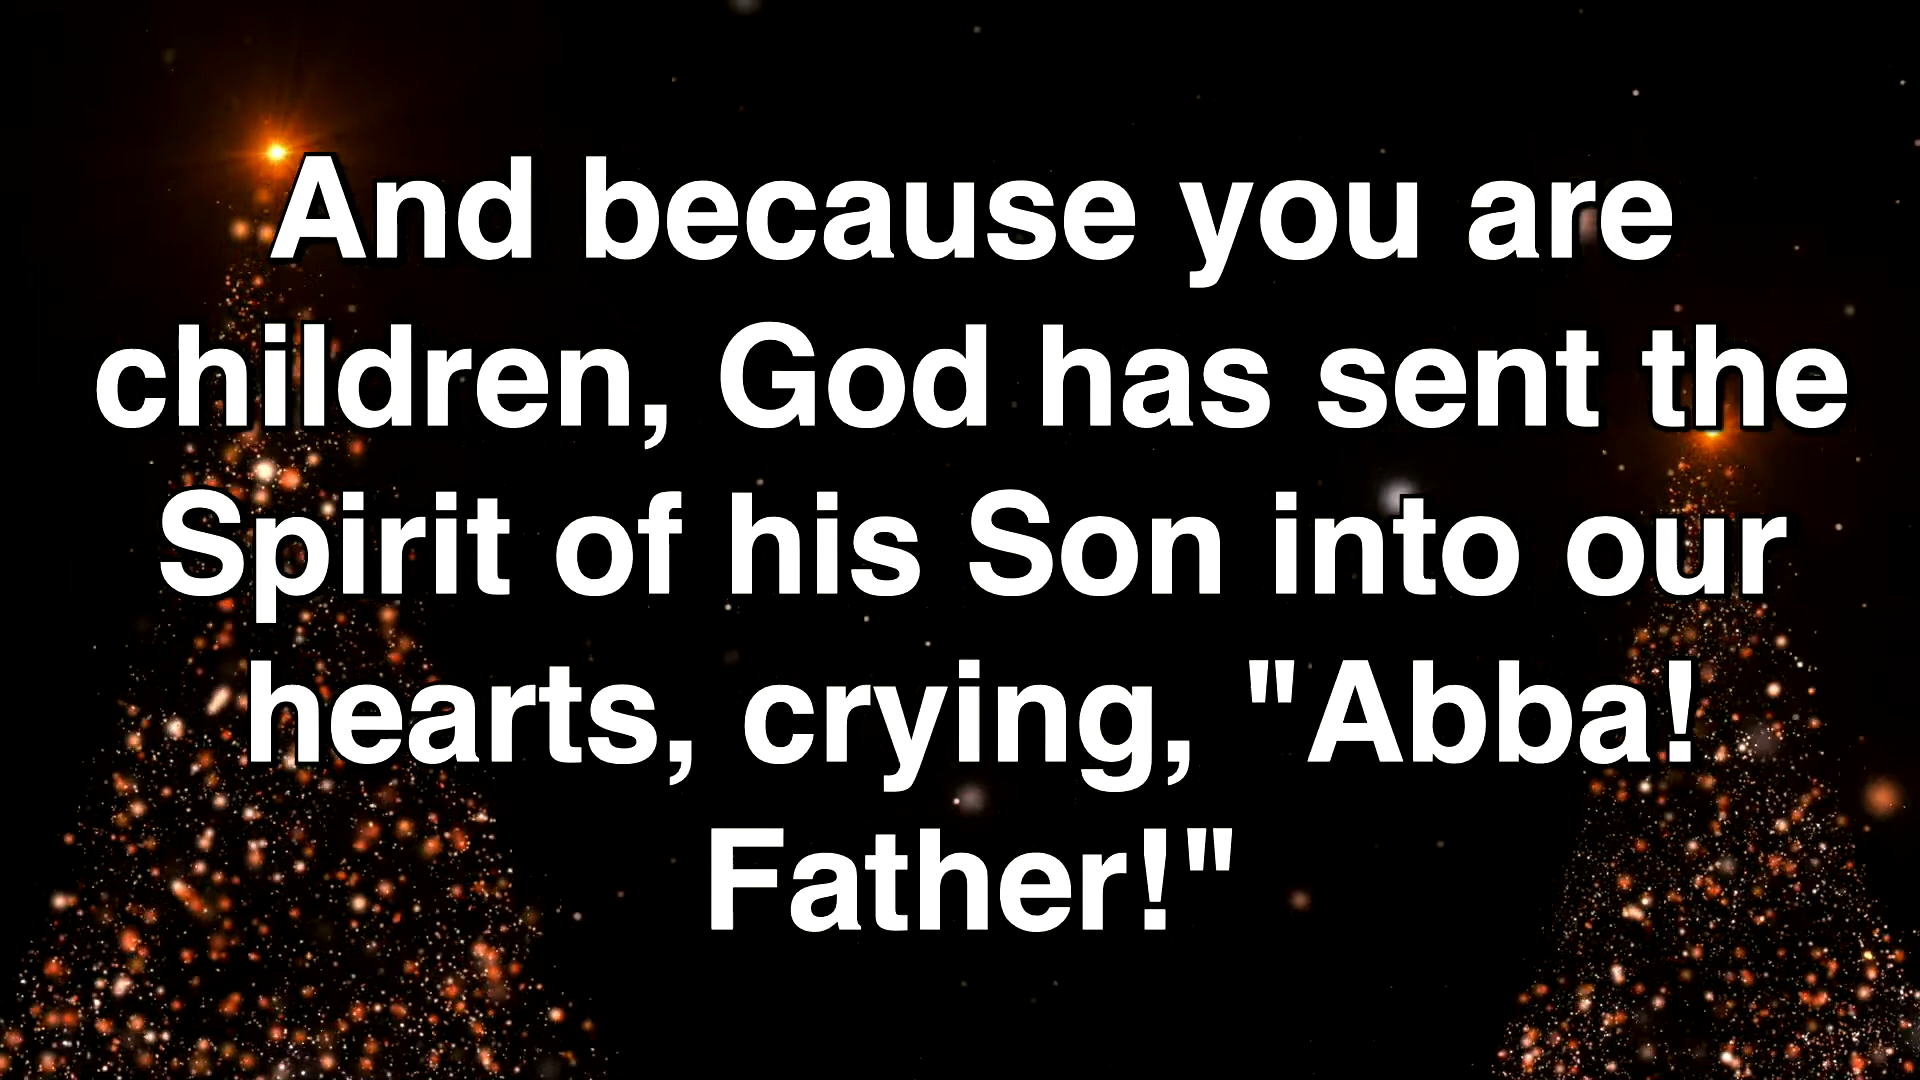 And because you are
children, God has sent the
Spirit of his Son into our
hearts, crying, "Abba!
Father!"